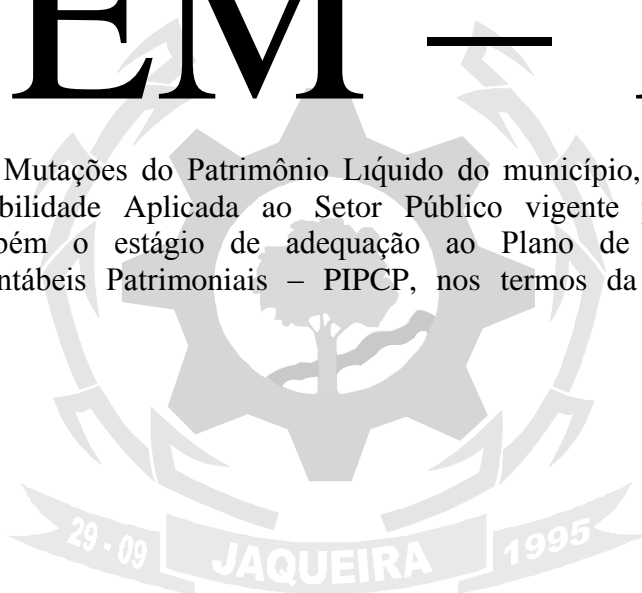 EM –
Mutações do Patrimônio Líquido do município,
bilidade Aplicada ao Setor Público vigente
bém o estágio de adequação ao Plano de
ntábeis Patrimoniais – PIPCP, nos termos da
29 - 09 JAQUEIRA 1995